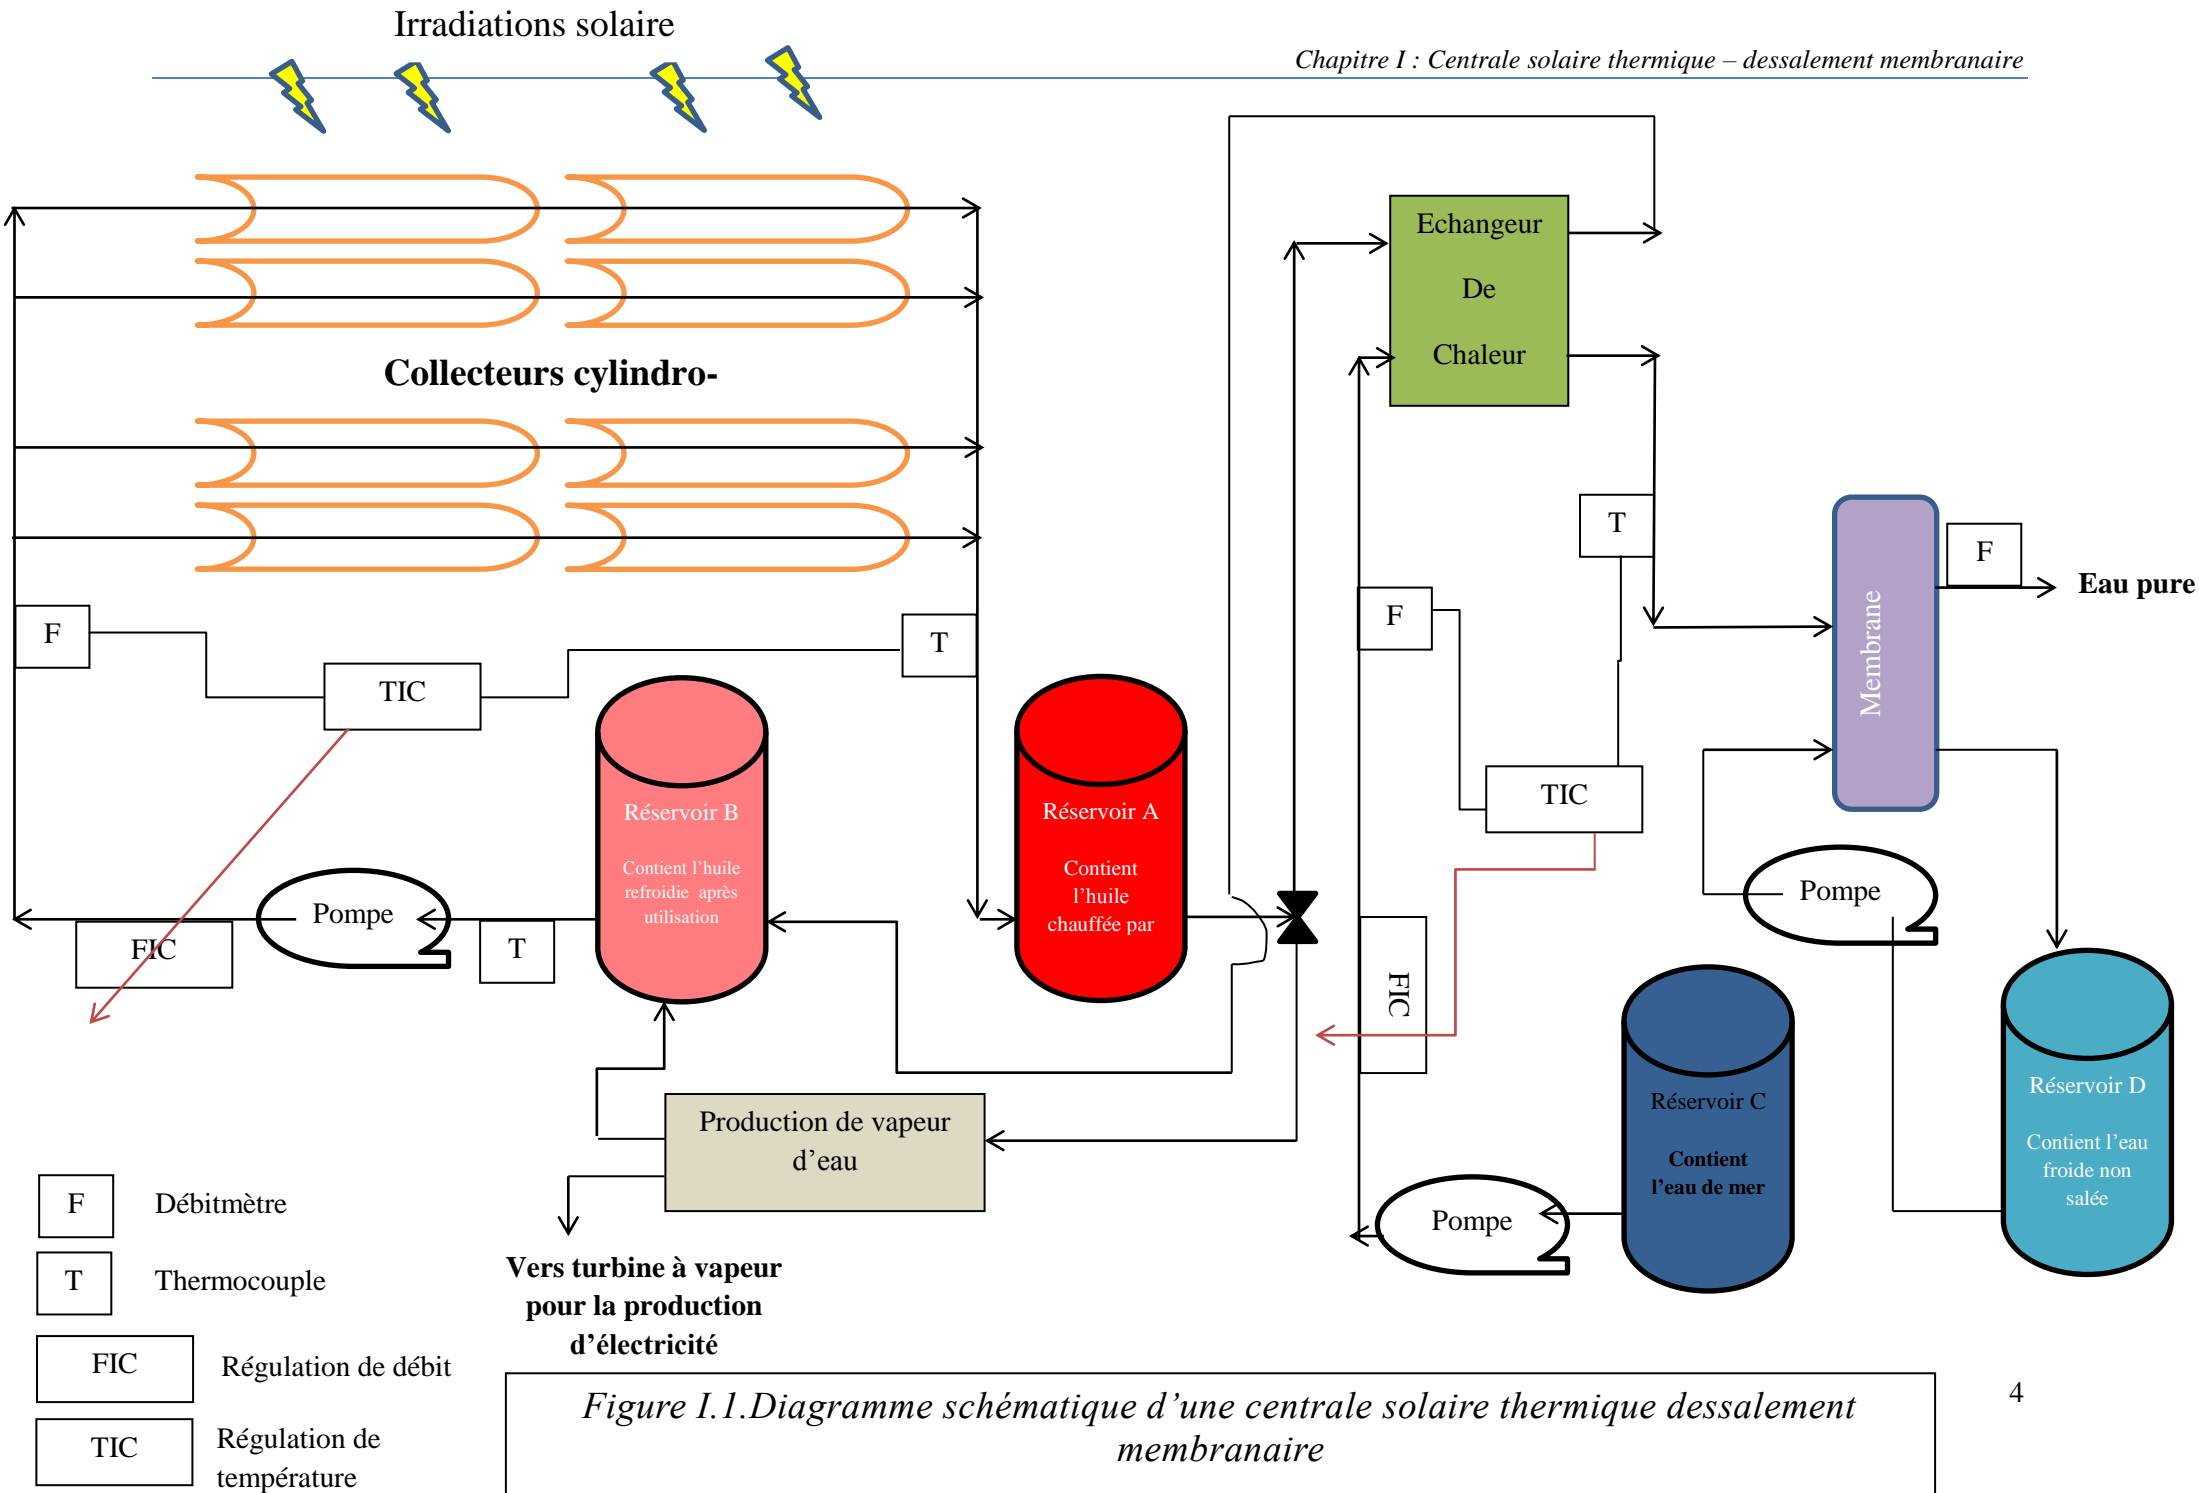 Irradiations solaire
Chapitre I : Centrale solaire thermique – dessalement membranaire
Echangeur
De
Chaleur
Collecteurs cylindro-
T
F
Eau pure
Membrane
F
T
F
TIC
TIC
Réservoir B
Contient l’huile
refroidie après
utilisation
Réservoir A
Contient
l’huile
chauffée par
Pompe
Pompe
T
FIC
FIC
Réservoir C
Contient
l’eau de mer
Réservoir D
Contient l’eau
froide non
salée
Production de vapeur
d’eau
Pompe
F
Débitmètre
T
Thermocouple
Vers turbine à vapeur
pour la production
d’électricité
FIC
Régulation de débit
TIC
Régulation de
température
Figure I.1.Diagramme schématique d’une centrale solaire thermique dessalement
membranaire
4